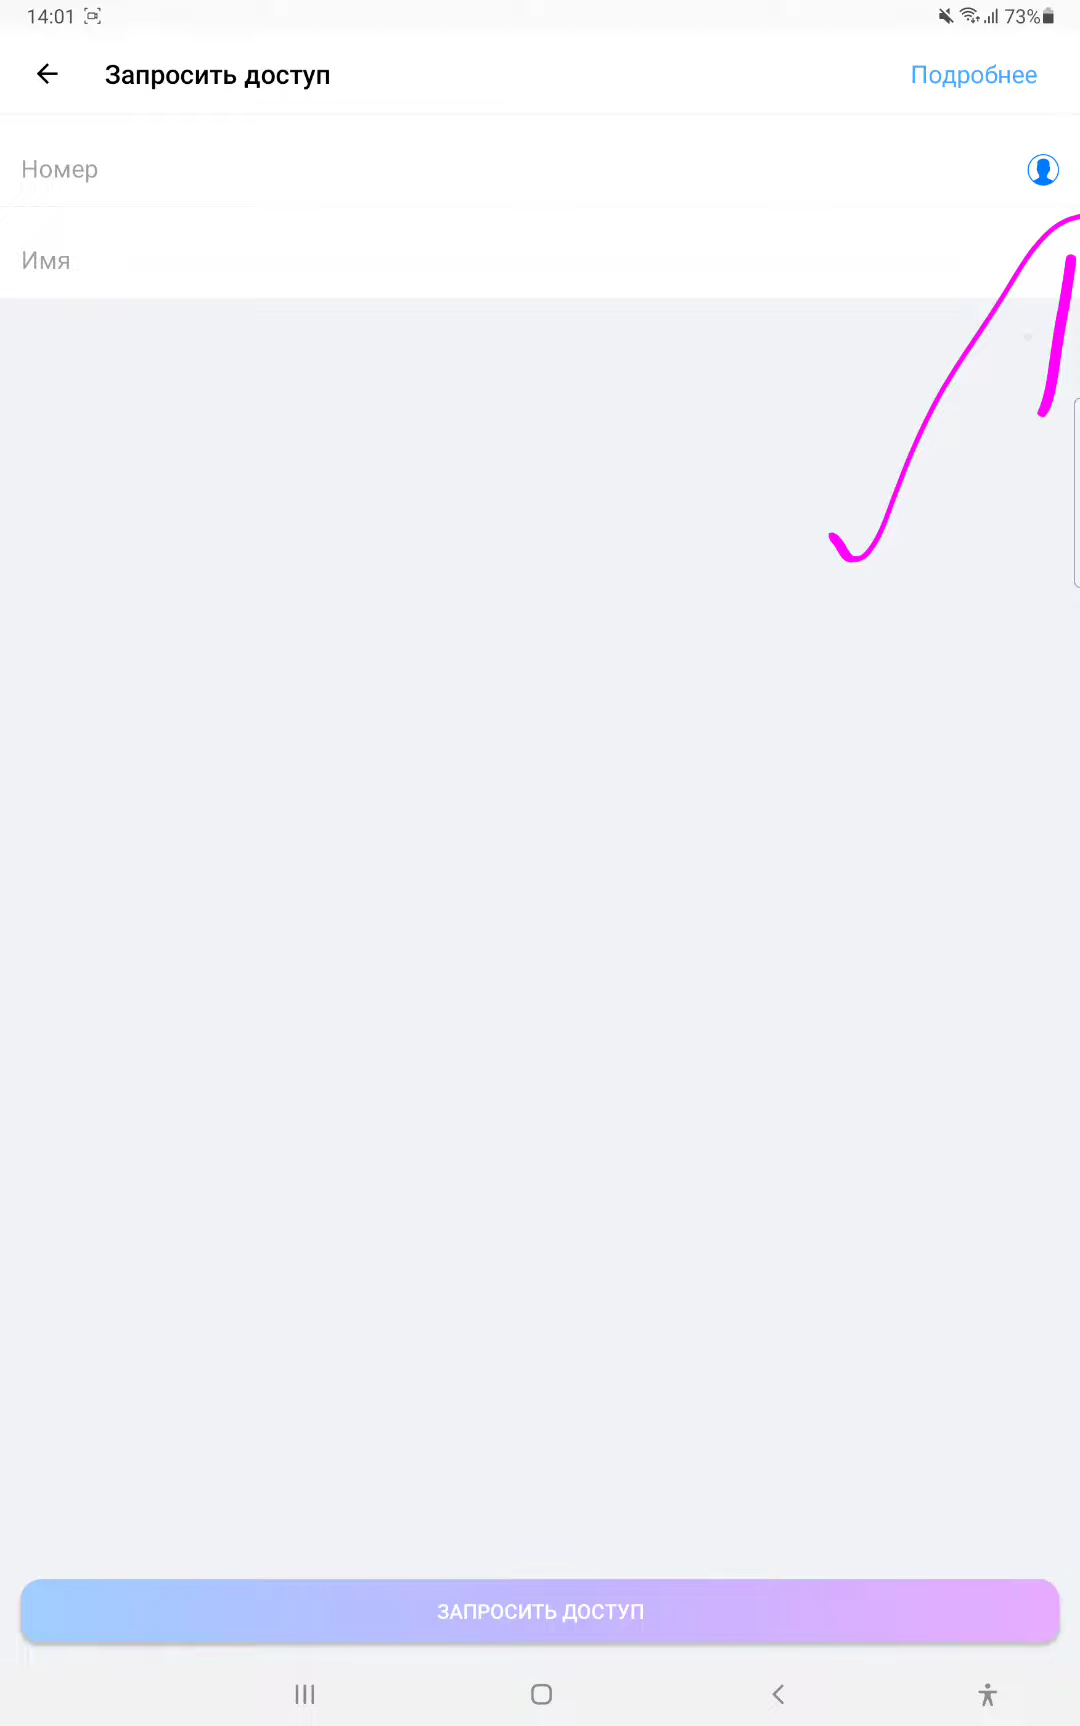 14:01 73%
Запросить доступ Подробнее
Номер
Имя
ЗАПРОСИТЬ ДОСТУП